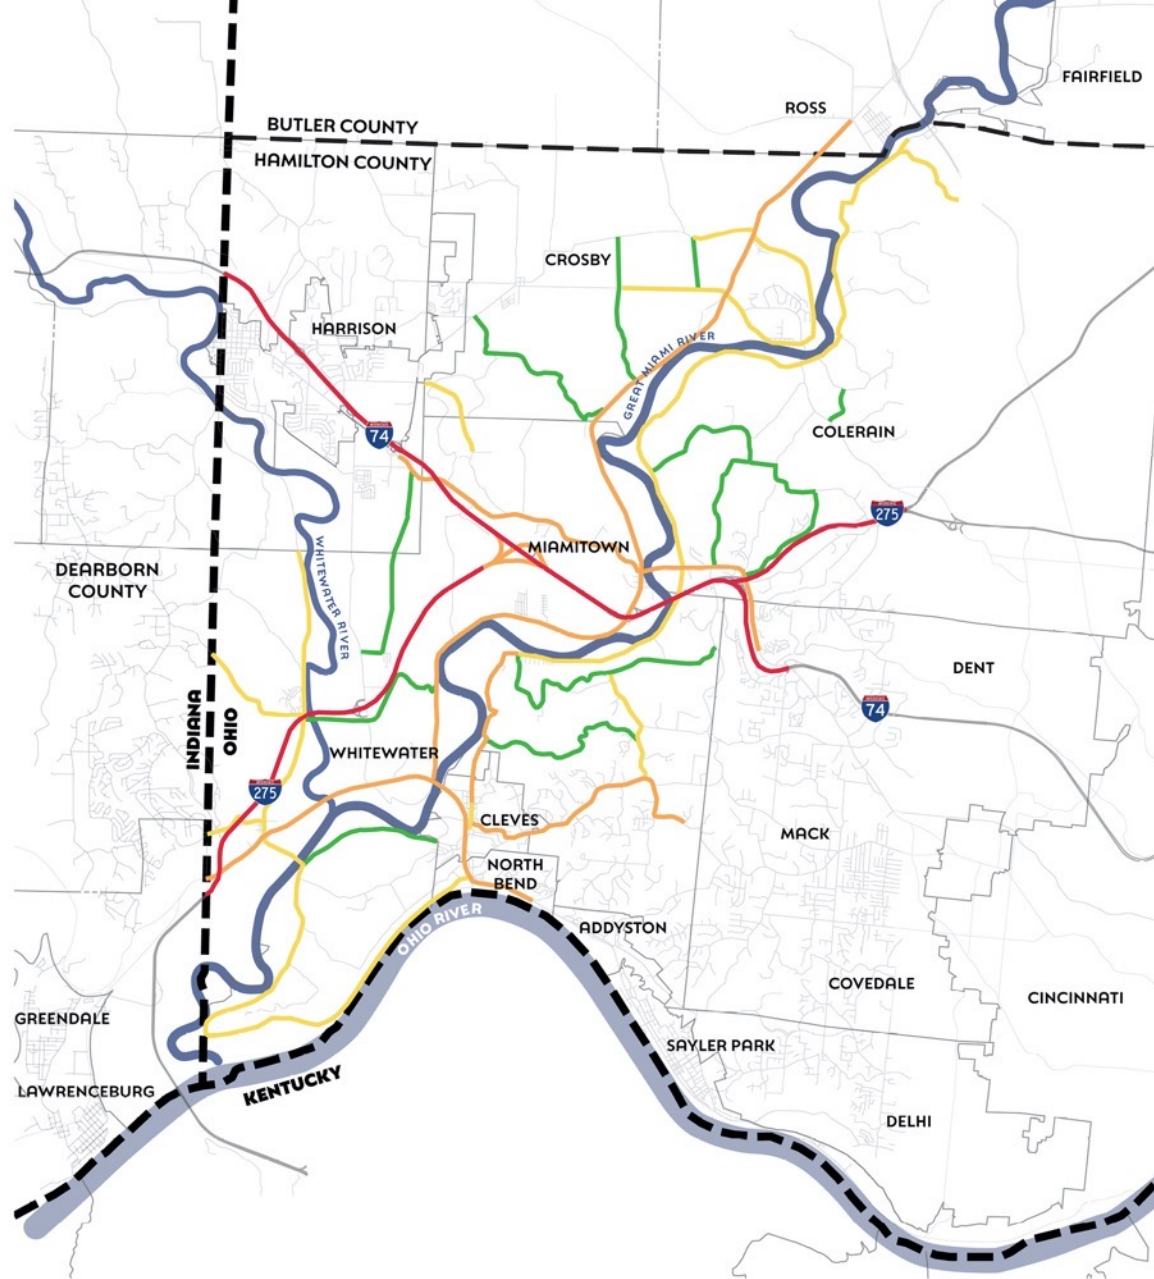 FAIRFIELD
ROSS
BUTLER COUNTY
HAMILTON COUNTY
CROSBY
HARRISON
GREAT MIAMI RIVER
74
COLERAIN
275
MIAMITOWN
WHITEWATER RIVER
DEARBORN
COUNTY
DENT
INDIANA
OHIO
74
WHITEWATER
275
CLEVES
MACK
NORTH
BEND
OHIO RIVER
ADDYSTON
COVEDALE
CINCINNATI
GREENDALE
SAYLER PARK
KENTUCKY
LAWRENCEBURG
DELHI